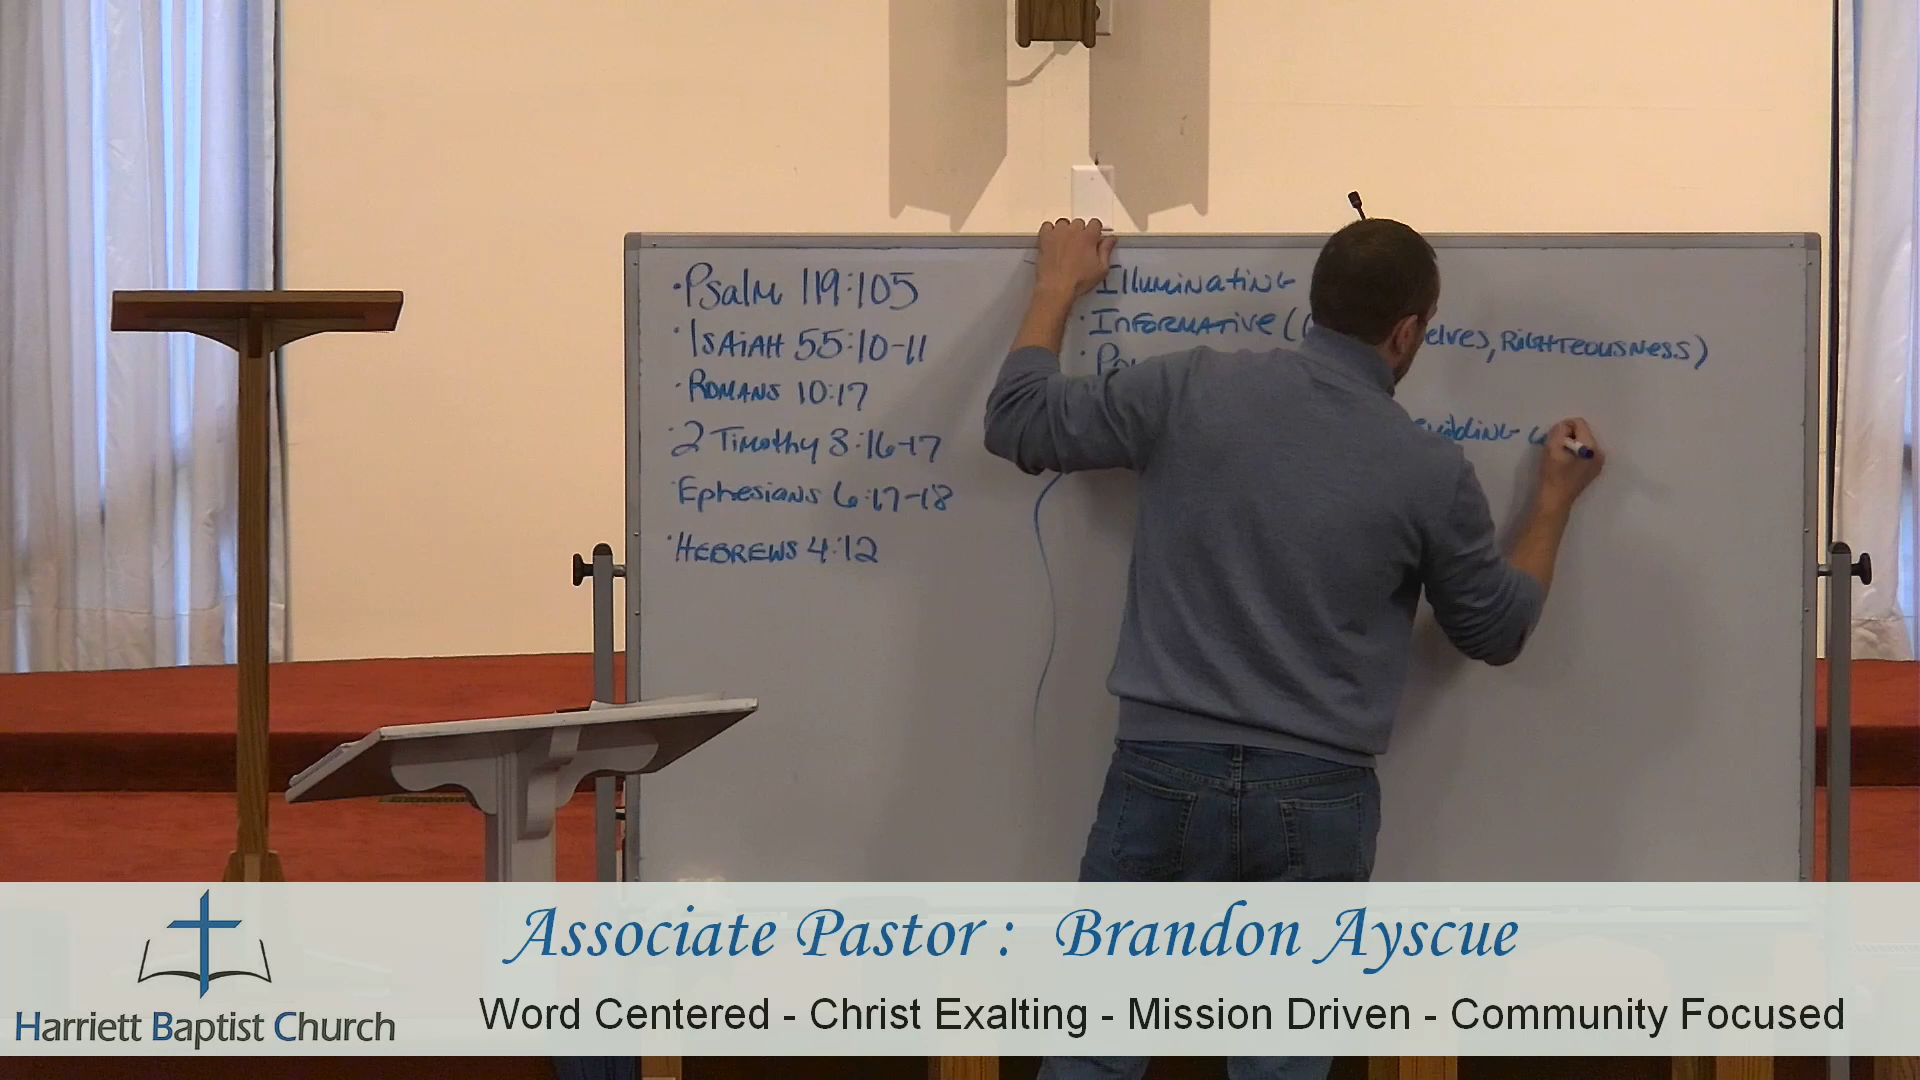 ·Psalm 119:105
·ISAIAH 55:10-11
·ROMANS 10:17
·2 Timothy 3:16-17
·Ephesians 6:17-18
·HEBREWS 4:12
·Illuminating
·INFORMATIVE ( elves, RIGHTEOUSNESS)
Associate Pastor : Brandon Ayscue
Word Centered - Christ Exalting - Mission Driven - Community Focused
Harriett Baptist Church